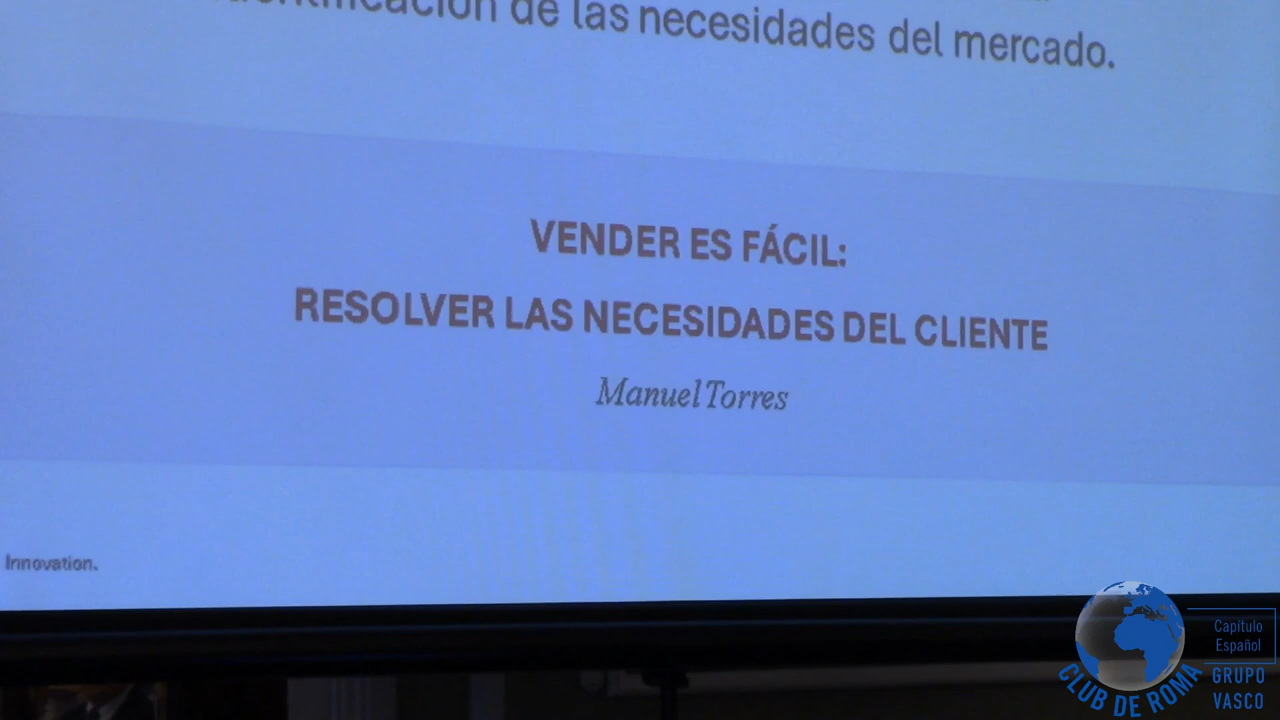 de las necesidades del mercado.
VENDER ES FÁCIL:
RESOLVER LAS NECESIDADES DEL CLIENTE
Manuel Torres
Innovation.
Capítulo
Español
GRUPO
VASCO
CLUB DE ROMA